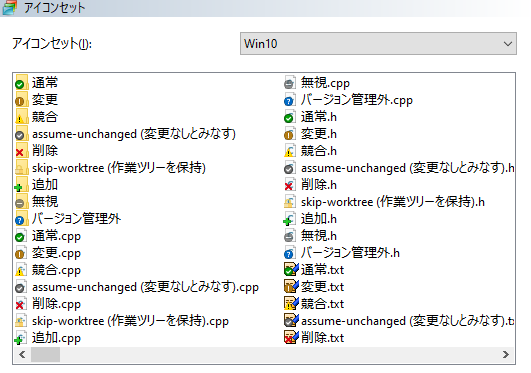 アイコンセット
アイコンセット(I):
Win10
通常
変更
競合
assume-unchanged (変更なしとみなす)
削除
skip-worktree (作業ツリーを保持)
追加
無視
バージョン管理外
通常.cpp
変更.cpp
競合.cpp
assume-unchanged (変更なしとみなす).cpp
削除.cpp
skip-worktree (作業ツリーを保持).cpp
追加.cpp
無視.cpp
バージョン管理外.cpp
通常.h
変更.h
競合.h
assume-unchanged (変更なしとみなす).h
削除.h
skip-worktree (作業ツリーを保持).h
追加.h
無視.h
バージョン管理外.h
通常.txt
変更.txt
競合.txt
assume-unchanged (変更なしとみなす).t
削除.txt